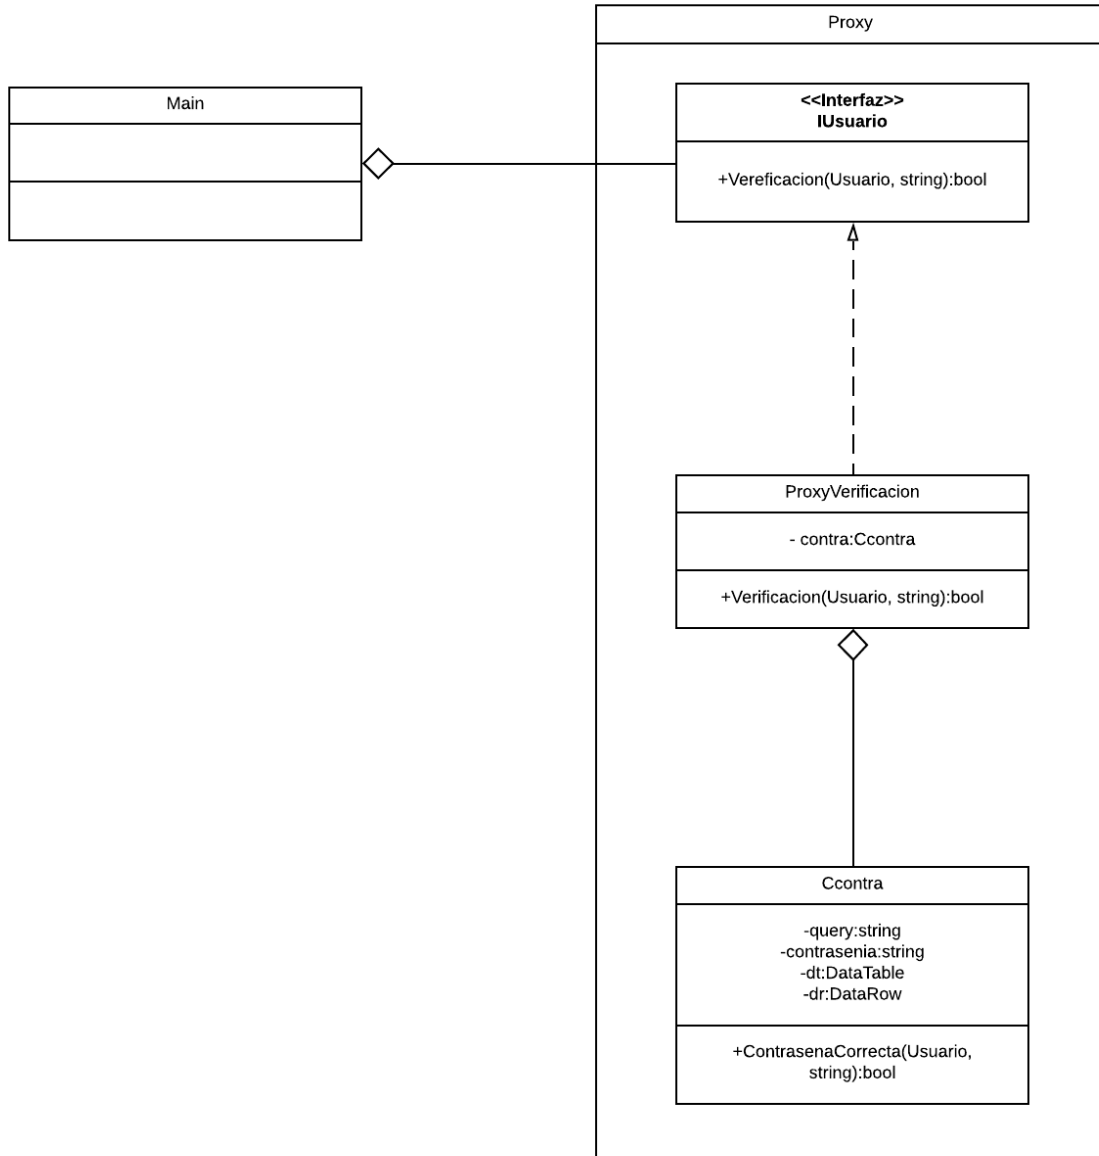 Proxy
Main
<<Interfaz>>
IUsuario
+Vereficacion(Usuario, string):bool
ProxyVerificacion
- contra:Ccontra
+Verificacion(Usuario, string):bool
Ccontra
-query:string
-contrasenia:string
-dt:DataTable
-dr:DataRow
+ContrasenaCorrecta(Usuario,
string):bool